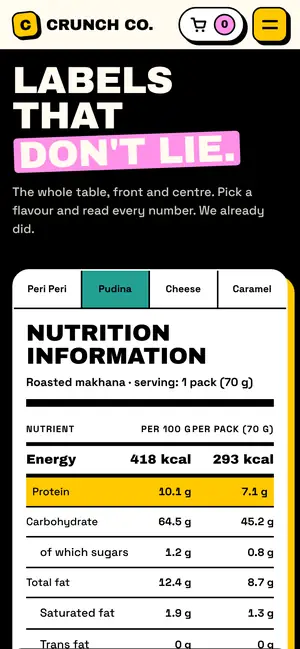 C CRUNCH CO. 0
LABELS
THAT
DON'T LIE.
The whole table, front and centre. Pick a
flavour and read every number. We already
did.
Peri Peri Pudina Cheese Caramel
NUTRITION
INFORMATION
Roasted makhana · serving: 1 pack (70 g)
NUTRIENT PER 100 G PER PACK (70 G)
Energy 418 kcal 293 kcal
Protein 10.1 g 7.1 g
Carbohydrate 64.5 g 45.2 g
of which sugars 1.2 g 0.8 g
Total fat 12.4 g 8.7 g
Saturated fat 1.9 g 1.3 g
Trans fat 0 g 0 g